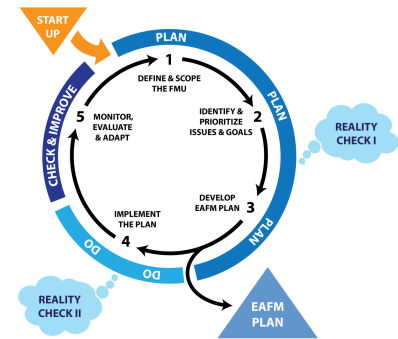 START
UP
PLAN
1
DEFINE & SCOPE
THE FMU
PLAN
IDENTIFY &
PRIORITIZE
ISSUES & GOALS
2
REALITY
CHECK I
CHECK & IMPROVE
5
MONITOR,
EVALUATE
& ADAPT
DEVELOP
EAFM PLAN
3
PLAN
IMPLEMENT
THE PLAN
4
DO
DO
REALITY
CHECK II
EAFM
PLAN